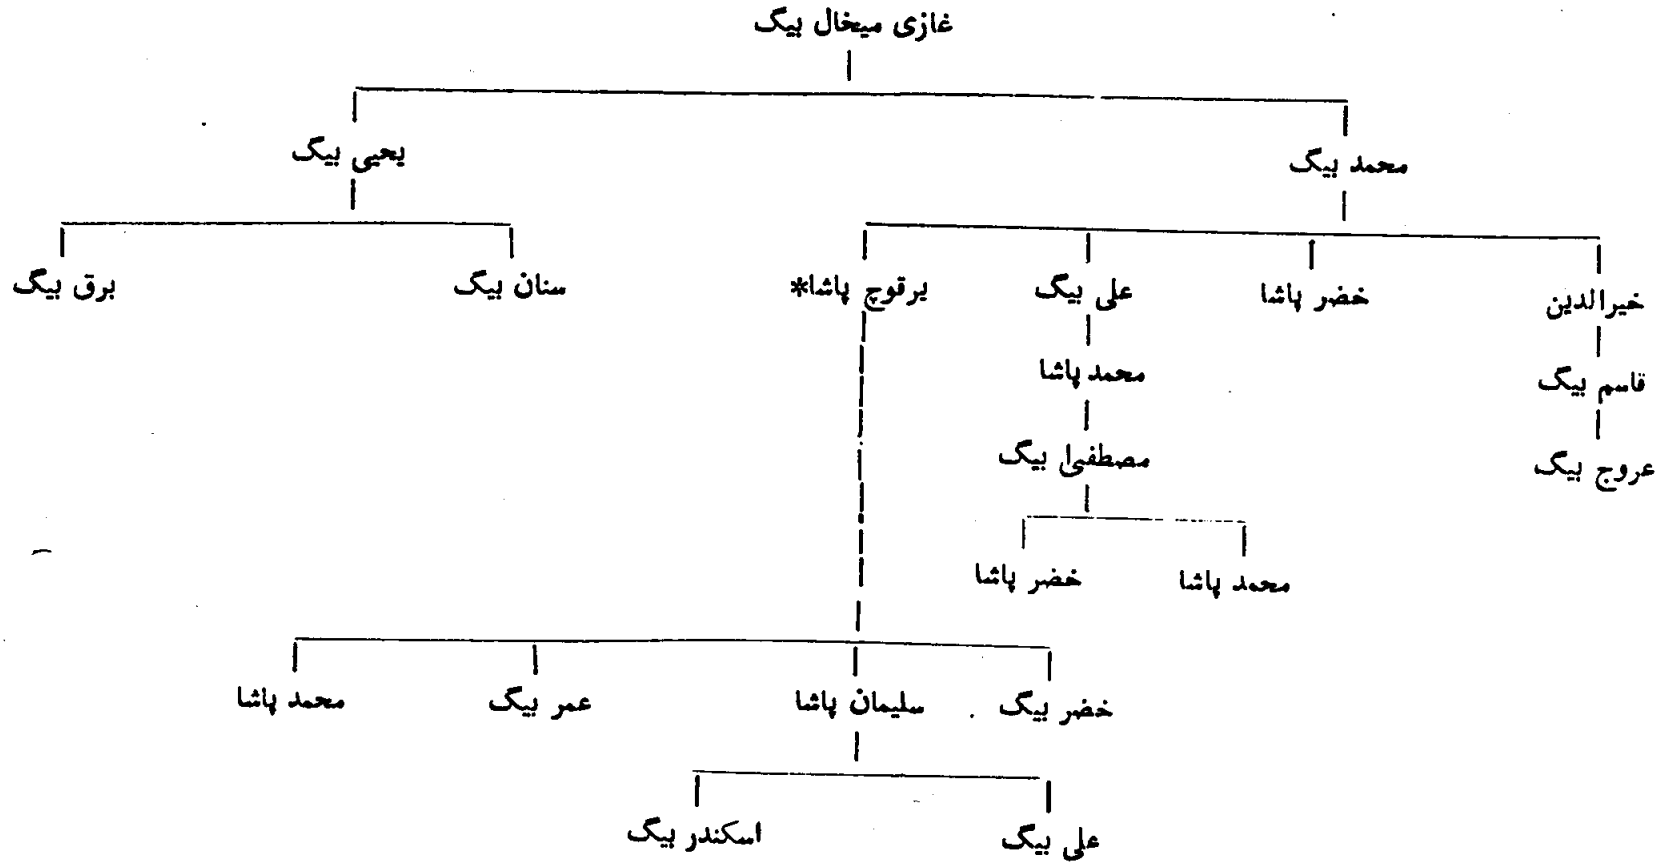 غازی میخال بیگ
محمد بیگ
یحیی بیگ
خیرالدین
خضر پاشا
علی بیگ
برقوج پاشا*
سنان بیگ
برق بیگ
قاسم بیگ
محمد پاشا
عروج بیگ
مصطفیٰ بیگ
محمد پاشا
خضر پاشا
خضر بیگ
سلیمان پاشا
عمر بیگ
محمد پاشا
علی بیگ
اسکندر بیگ